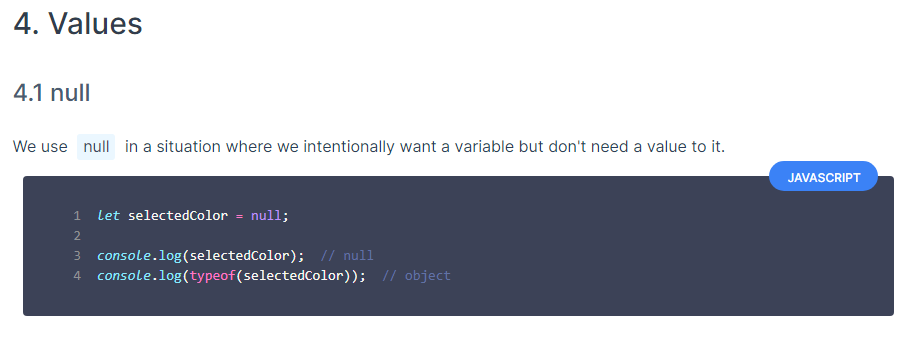 4. Values
4.1 null
We use null in a situation where we intentionally want a variable but don't need a value to it.
JAVASCRIPT
1 let selectedColor = null;
2
3 console.log(selectedColor);  // null
4 console.log(typeof(selectedColor));  // object